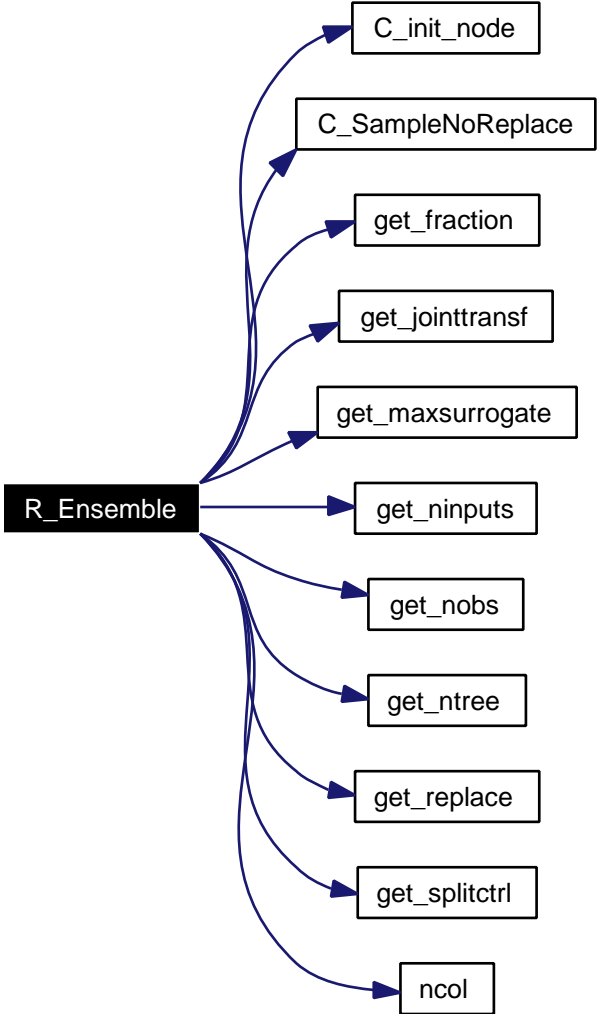 C_init_node
C_SampleNoReplace
get_fraction
get_jointtransf
get_maxsurrogate
R_Ensemble
get_ninputs
get_nobs
get_ntree
get_replace
get_splitctrl
ncol